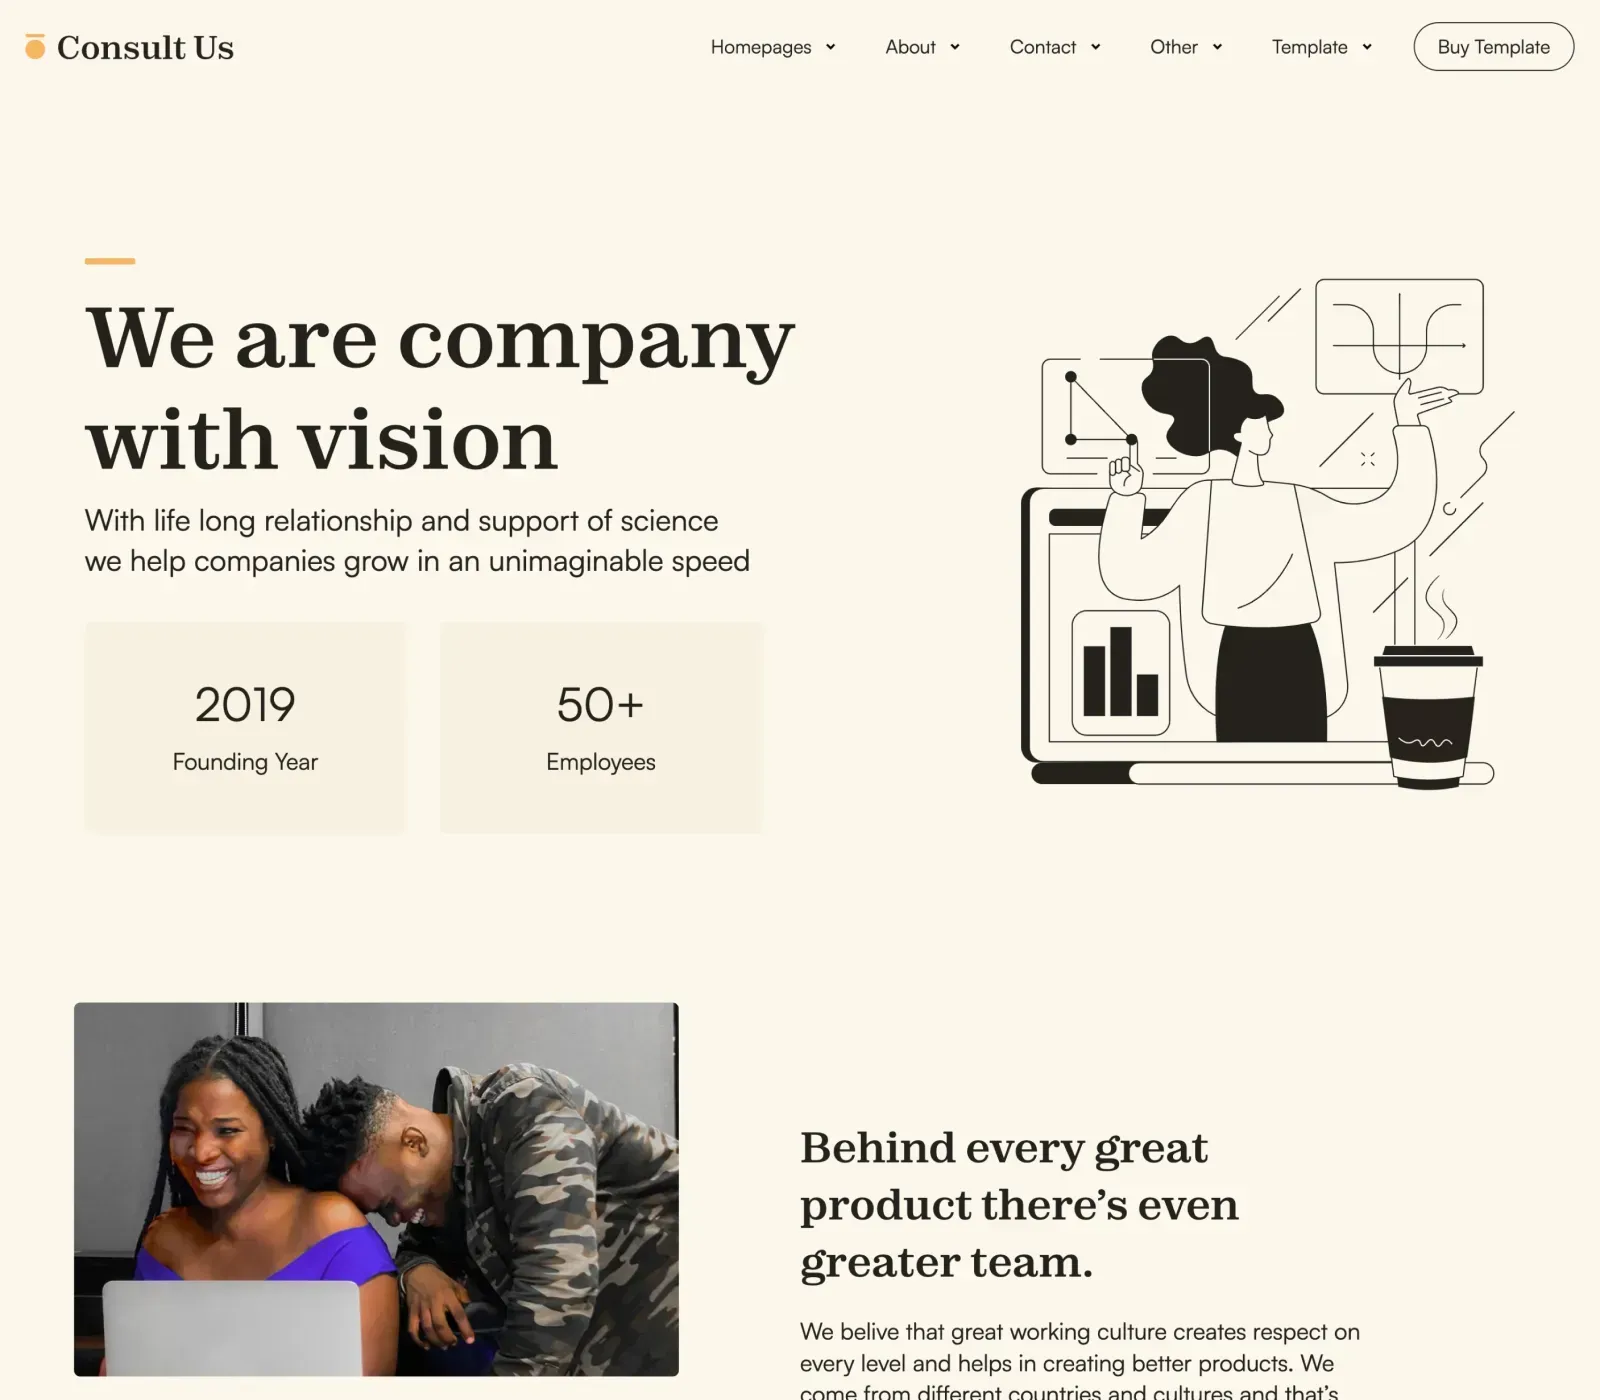 Consult Us
Homepages
About
Contact
Other
Template
Buy Template
We are company
with vision
With life long relationship and support of science
we help companies grow in an unimaginable speed
2019
Founding Year
50+
Employees
Behind every great
product there’s even
greater team.
We belive that great working culture creates respect on
every level and helps in creating better products. We
come from different countries and cultures and that’s